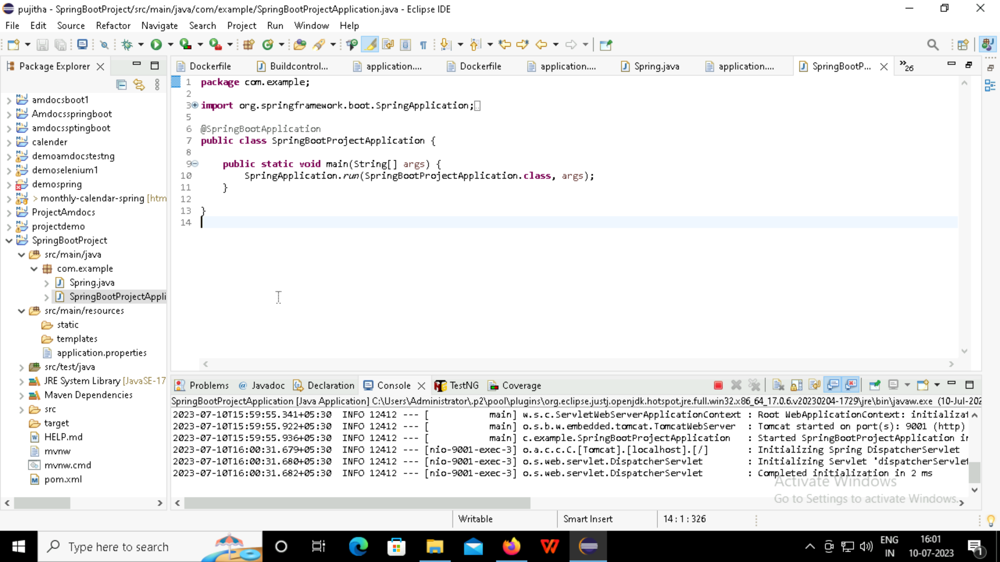 pujitha - SpringBootProject/src/main/java/com/example/SpringBootProjectApplication.java - Eclipse IDE
File Edit Source Refactor Navigate Search Project Run Window Help
Package Explorer
amdocsboot1
Amdocsspringboot
amdocssptingboot
calender
demoamdocstestng
demoselenium1
demospring
> monthly-calendar-spring [htm
ProjectAmdocs
projectdemo
SpringBootProject
src/main/java
com.example
Spring.java
SpringBootProjectAppli
src/main/resources
static
templates
application.properties
src/test/java
JRE System Library [JavaSE-17
Maven Dependencies
src
target
HELP.md
mvnw
mvnw.cmd
pom.xml
Dockerfile Buildcontrol... application.... Dockerfile application.... Spring.java application.... SpringBootP... »26
1 package com.example;
2
3 import org.springframework.boot.SpringApplication;
5
6 @SpringBootApplication
7 public class SpringBootProjectApplication {
8
9 public static void main(String[] args) {
10 SpringApplication.run(SpringBootProjectApplication.class, args);
11 }
12
13 }
14
Problems @ Javadoc Declaration Console TestNG Coverage
SpringBootProjectApplication [Java Application] C:\Users\Administrator\.p2\pool\plugins\org.eclipse.justj.openjdk.hotspot.jre.full.win32.x86_64_17.0.6.v20230204-1729\jre\bin\javaw.exe (10-Jul-202
2023-07-10T15:59:55.341+05:30 INFO 12412 --- [ main] w.s.c.ServletWebServerApplicationContext : Root WebApplicationContext: initializat
2023-07-10T15:59:55.922+05:30 INFO 12412 --- [ main] o.s.b.w.embedded.tomcat.TomcatWebServer : Tomcat started on port(s): 9001 (http)
2023-07-10T15:59:55.936+05:30 INFO 12412 --- [ main] c.example.SpringBootProjectApplication : Started SpringBootProjectApplication in
2023-07-10T16:00:31.679+05:30 INFO 12412 --- [nio-9001-exec-3] o.a.c.c.C.[Tomcat].[localhost].[/] : Initializing Spring DispatcherServlet
2023-07-10T16:00:31.680+05:30 INFO 12412 --- [nio-9001-exec-3] o.s.web.servlet.DispatcherServlet : Initializing Servlet 'dispatcherServlet
2023-07-10T16:00:31.682+05:30 INFO 12412 --- [nio-9001-exec-3] o.s.web.servlet.DispatcherServlet : Completed initialization in 2 ms
Activate Windows
Go to Settings to activate Windows.
Writable Smart Insert 14 : 1 : 326
Type here to search
ENG
IN
16:01
10-07-2023
1